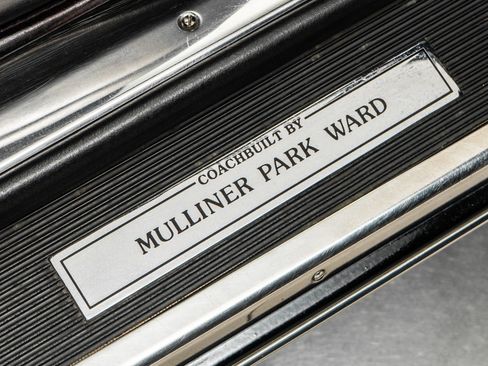 COACHBUILT BY
MULLINER PARK WARD